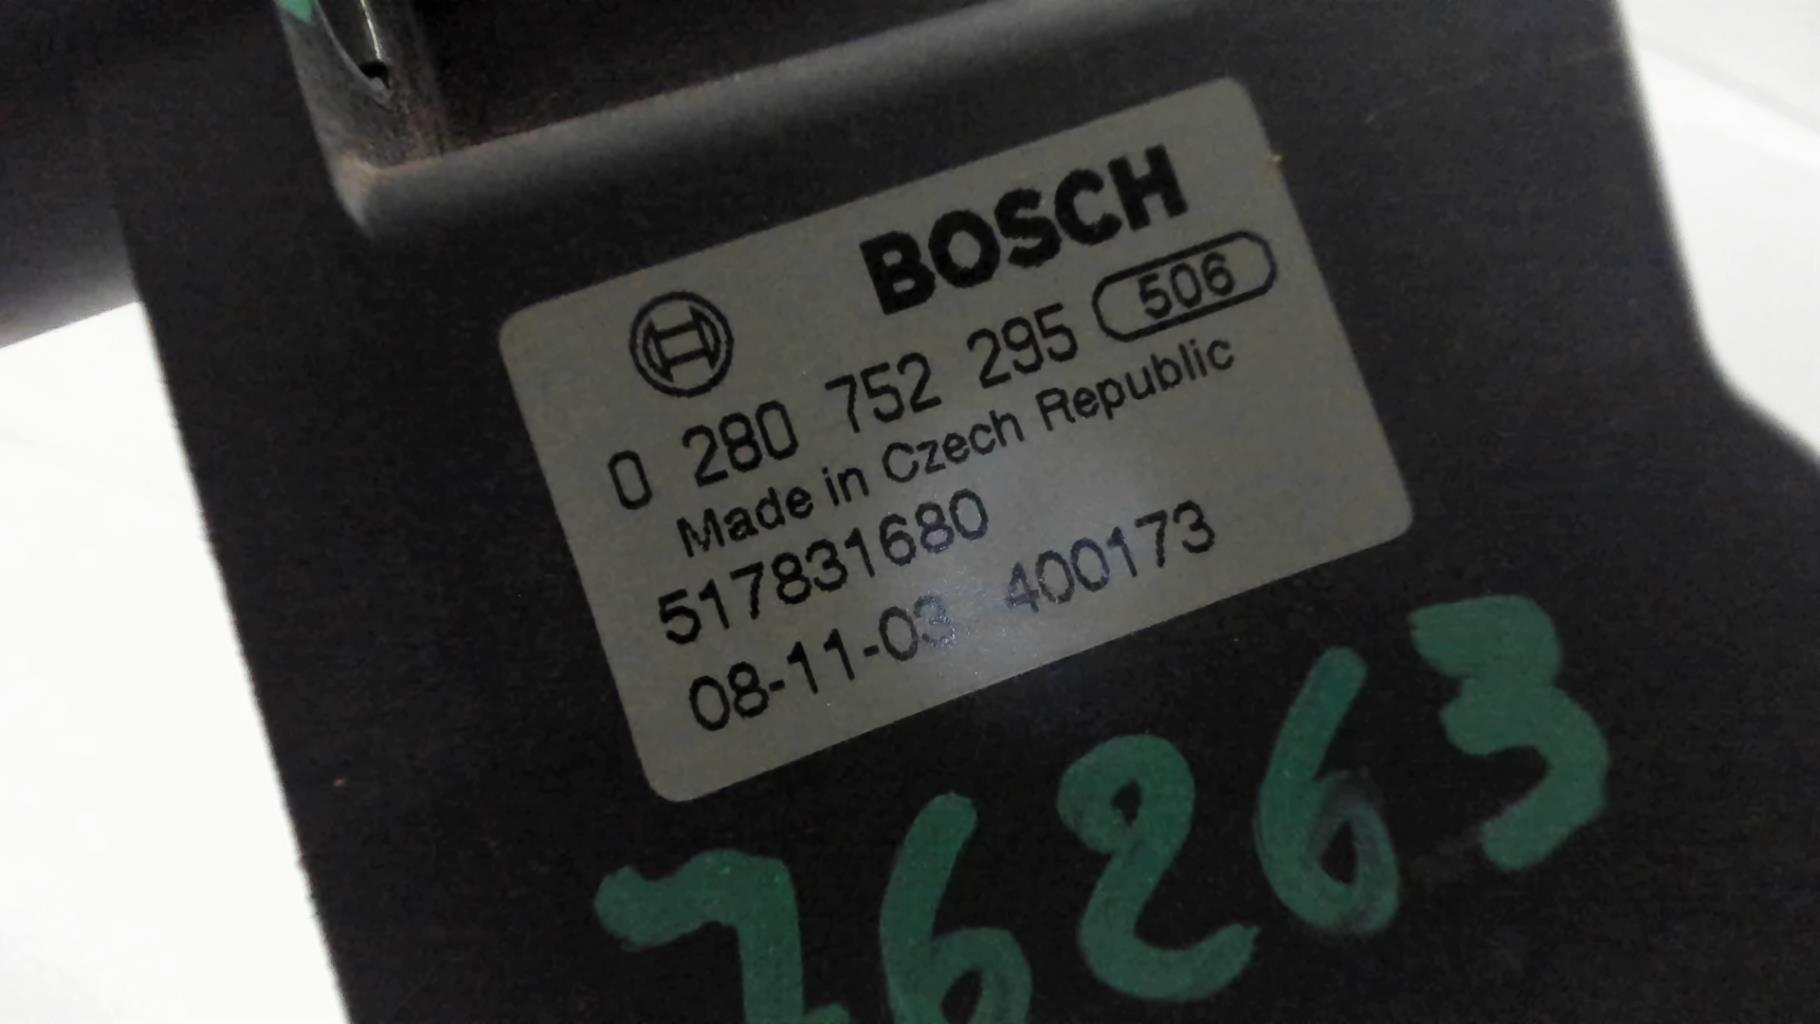 BOSCH
0 280 752 295 506
Made in Czech Republic
517831680
08-11-03 400173
76263